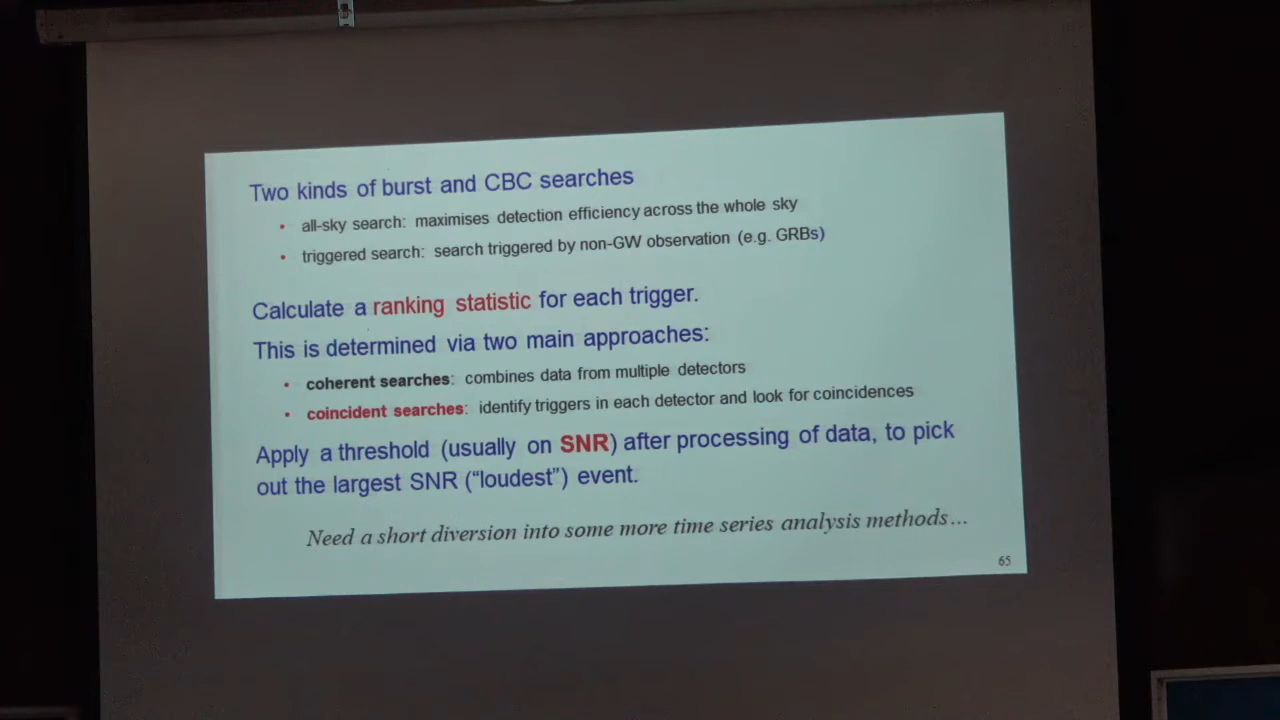 Two kinds of burst and CBC searches
• all-sky search: maximises detection efficiency across the whole sky
• triggered search: search triggered by non-GW observation (e.g. GRBs)
Calculate a ranking statistic for each trigger.
This is determined via two main approaches:
• coherent searches: combines data from multiple detectors
• coincident searches: identify triggers in each detector and look for coincidences
Apply a threshold (usually on SNR) after processing of data, to pick
out the largest SNR (“loudest”) event.
Need a short diversion into some more time series analysis methods…
65